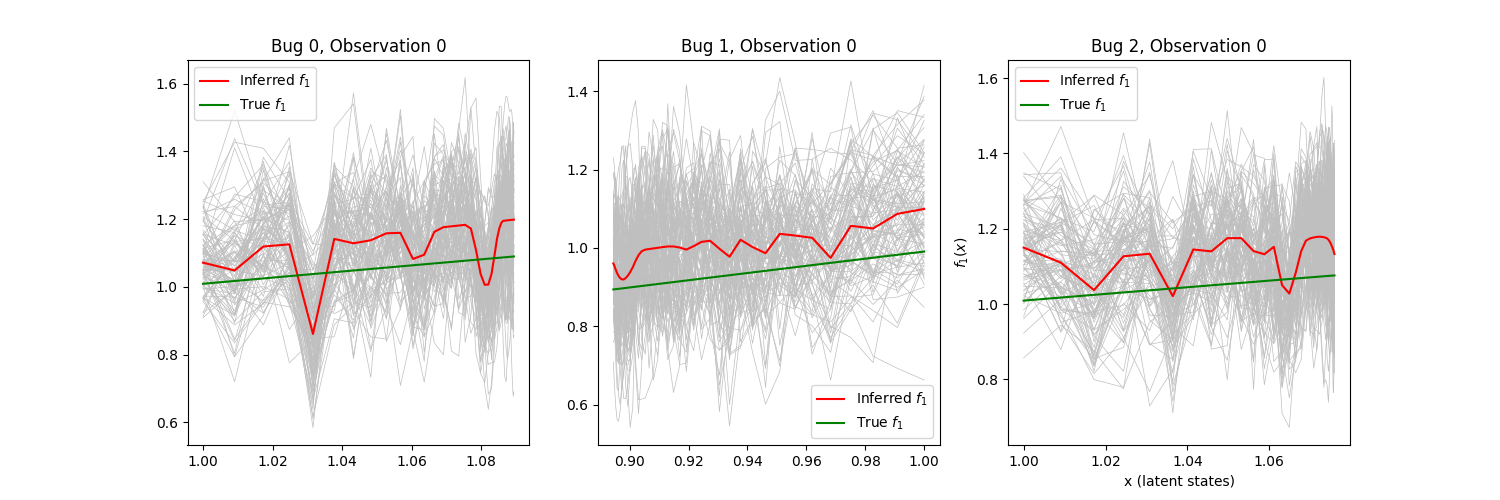 Bug 0, Observation 0
Inferred f₁
True f₁
1.6
1.4
1.2
1.0
0.8
0.6
1.00
1.02
1.04
1.06
1.08
Bug 1, Observation 0
1.4
1.2
1.0
0.8
0.6
Inferred f₁
True f₁
0.90
0.92
0.94
0.96
0.98
1.00
Bug 2, Observation 0
Inferred f₁
True f₁
f₁(x)
1.6
1.4
1.2
1.0
0.8
1.00
1.02
1.04
1.06
x (latent states)